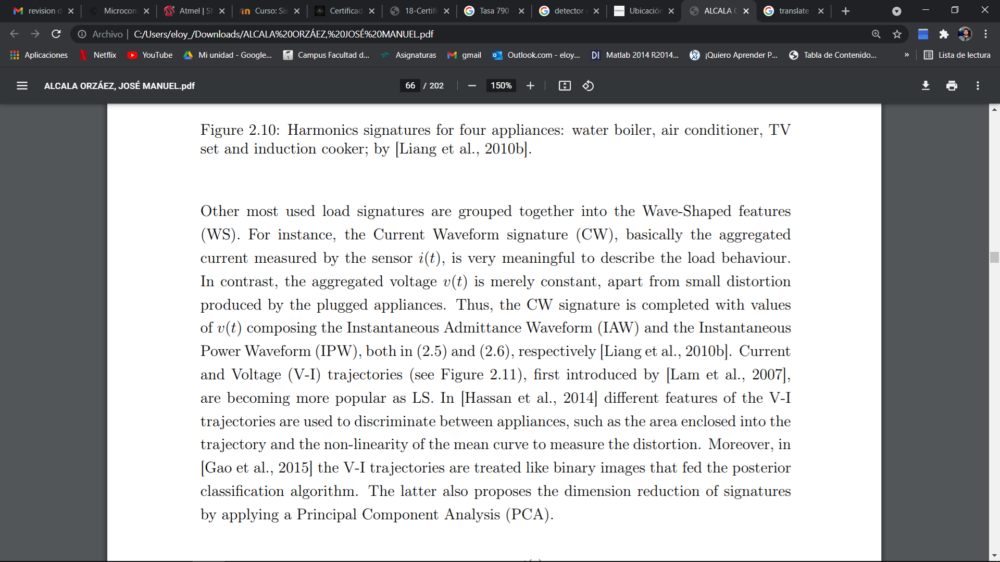 revision d
Microcon
Atmel | SM
Curso: Sis
Certificad
18-Certifi
Tasa 790
detector
Ubicación
ALCALA
translate
Archivo | C:/Users/eloy_/Downloads/ALCALA%20ORZÁEZ,%20JOSÉ%20MANUEL.pdf
Aplicaciones Netflix YouTube Mi unidad - Google... Campus Facultad d... Asignaturas gmail Outlook.com - eloy... DI Matlab 2014 R2014... ¡Quiero Aprender P... Tabla de Contenido... » Lista de lectura
ALCALA ORZÁEZ, JOSÉ MANUEL.pdf 66 / 202 − 150% +
Figure 2.10: Harmonics signatures for four appliances: water boiler, air conditioner, TV
set and induction cooker; by [Liang et al., 2010b].
Other most used load signatures are grouped together into the Wave-Shaped features
(WS). For instance, the Current Waveform signature (CW), basically the aggregated
current measured by the sensor i(t), is very meaningful to describe the load behaviour.
In contrast, the aggregated voltage v(t) is merely constant, apart from small distortion
produced by the plugged appliances. Thus, the CW signature is completed with values
of v(t) composing the Instantaneous Admittance Waveform (IAW) and the Instantaneous
Power Waveform (IPW), both in (2.5) and (2.6), respectively [Liang et al., 2010b]. Current
and Voltage (V-I) trajectories (see Figure 2.11), first introduced by [Lam et al., 2007],
are becoming more popular as LS. In [Hassan et al., 2014] different features of the V-I
trajectories are used to discriminate between appliances, such as the area enclosed into the
trajectory and the non-linearity of the mean curve to measure the distortion. Moreover, in
[Gao et al., 2015] the V-I trajectories are treated like binary images that fed the posterior
classification algorithm. The latter also proposes the dimension reduction of signatures
by applying a Principal Component Analysis (PCA).